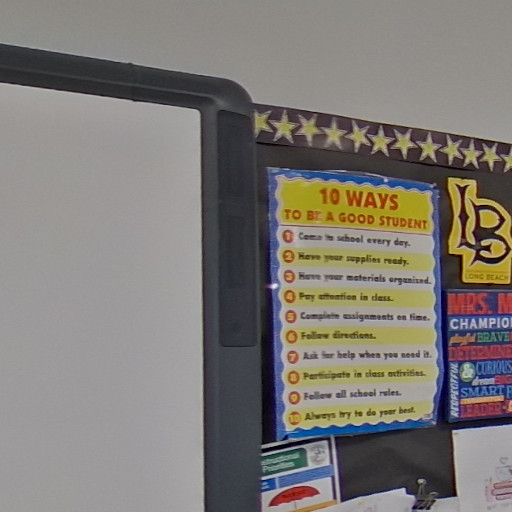 10 WAYS
TO BE A GOOD STUDENT
1 Come to school every day.
2 Have your supplies ready.
3 Have your materials organized.
4 Pay attention in class.
5 Complete assignments on time.
6 Follow directions.
7 Ask for help when you need it.
8 Participate in class activities.
9 Follow all school rules.
10 Always try to do your best.
LB
LONG BEACH
MRS. M
CHAMPION
playful BRAVE
DETERMINE
& CURIOUS
RESPECTFUL
SMART
LEADER
Priorities